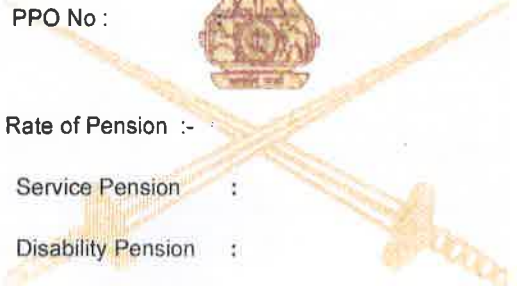 PPO No :
Rate of Pension :-
Service Pension :
Disability Pension :